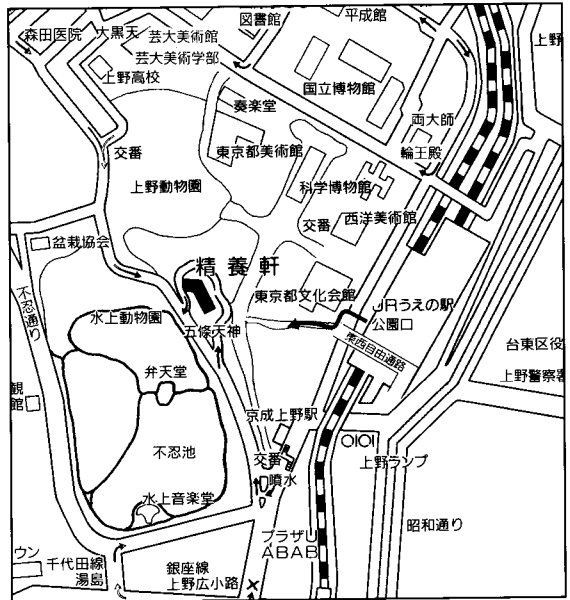 図書館
平成館
大黒天
芸大美術館
森田医院
芸大美術学部
上野
上野高校
国立博物館
奏楽堂
両大師
交番
東京都美術館
輪王殿
科学博物館
上野動物園
交番
西洋美術館
盆栽協会
精養軒
東京都文化会館
JRうえの駅
公園口
不忍通り
水上動物園
五條天神
東西自由通路
台東区役
上野警察署
弁天堂
観
館
京成上野駅
OIOI
不忍池
交番
上野ランプ
噴水
水上音楽堂
昭和通り
プラザU
ABAB
ウン
千代田線
湯島
銀座線
上野広小路